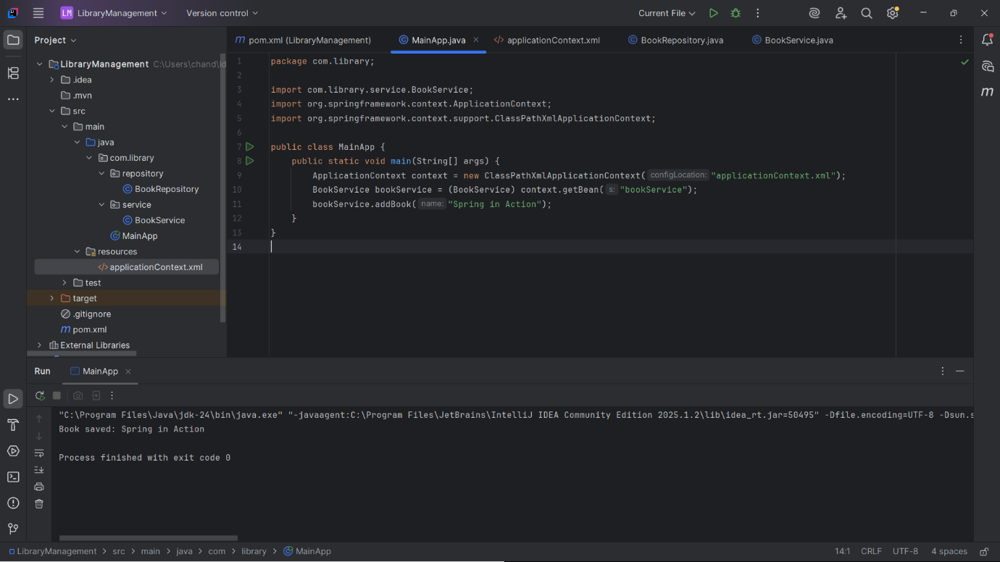 LM LibraryManagement Version control Current File
Project
LibraryManagement C:\Users\chand\Id
.idea
.mvn
src
main
java
com.library
repository
BookRepository
service
BookService
MainApp
resources
applicationContext.xml
test
target
.gitignore
pom.xml
External Libraries
pom.xml (LibraryManagement) MainApp.java applicationContext.xml BookRepository.java BookService.java
1 package com.library;
2
3 import com.library.service.BookService;
4 import org.springframework.context.ApplicationContext;
5 import org.springframework.context.support.ClassPathXmlApplicationContext;
6
7 public class MainApp {
8 public static void main(String[] args) {
9 ApplicationContext context = new ClassPathXmlApplicationContext( configLocation: "applicationContext.xml");
10 BookService bookService = (BookService) context.getBean( s: "bookService");
11 bookService.addBook( name: "Spring in Action");
12 }
13 }
14
Run MainApp
"C:\Program Files\Java\jdk-24\bin\java.exe" "-javaagent:C:\Program Files\JetBrains\IntelliJ IDEA Community Edition 2025.1.2\lib\idea_rt.jar=50495" -Dfile.encoding=UTF-8 -Dsun.s
Book saved: Spring in Action
Process finished with exit code 0
LibraryManagement > src > main > java > com > library > MainApp 14:1 CRLF UTF-8 4 spaces